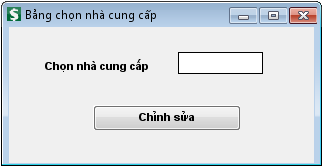 Bảng chọn nhà cung cấp
Chọn nhà cung cấp
Chỉnh sửa